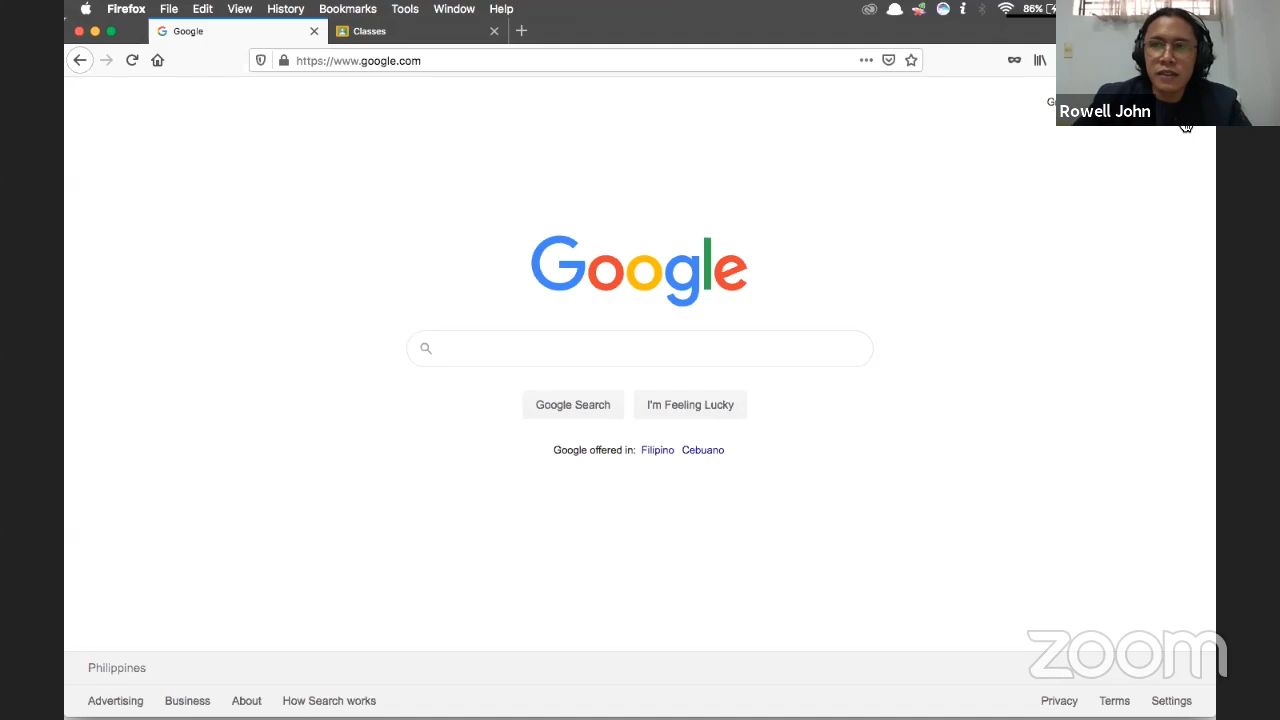 Firefox File Edit View History Bookmarks Tools Window Help 86%
Google Classes
https://www.google.com
Rowell John
Google
Google Search I'm Feeling Lucky
Google offered in: Filipino Cebuano
zoom
Philippines
Advertising Business About How Search works Privacy Terms Settings